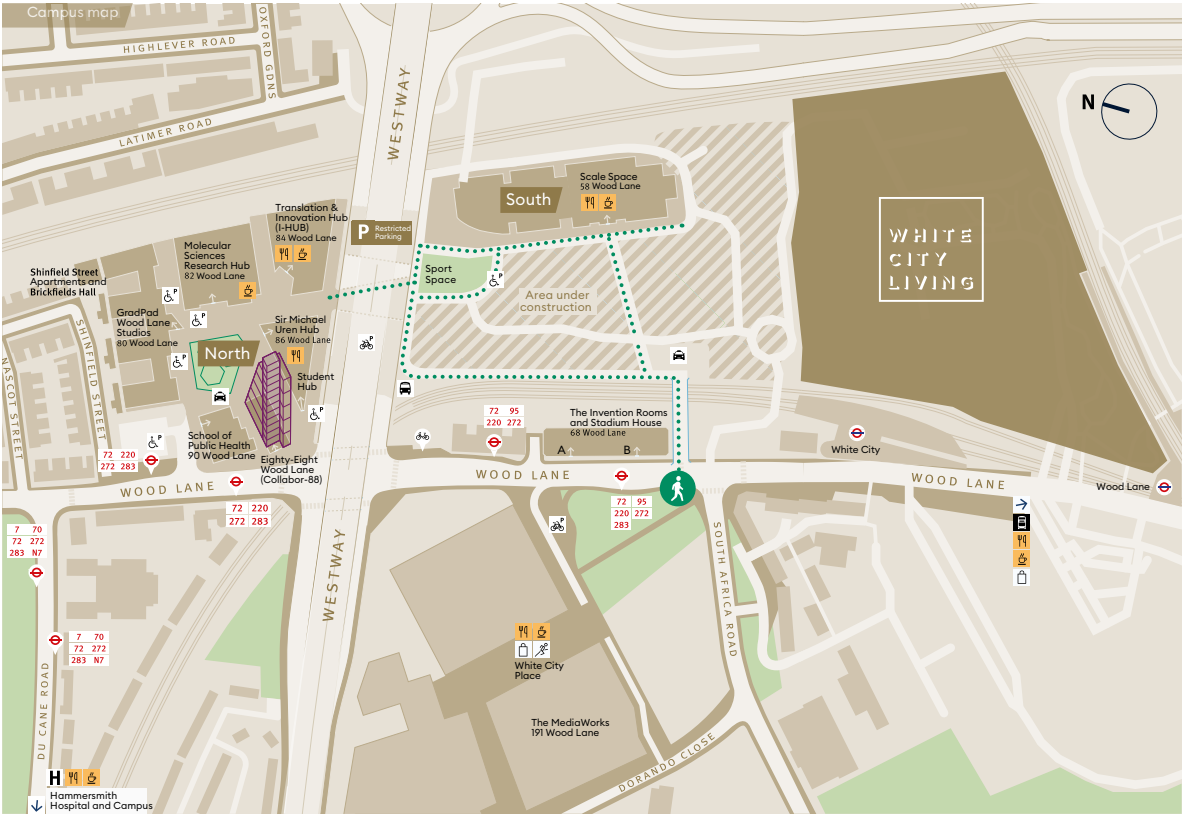 Campus map
HIGHLEVER ROAD
OXFORD GDNS
LATIMER ROAD
WESTWAY
N
Scale Space
58 Wood Lane
South
Translation &
Innovation Hub
(I-HUB)
84 Wood Lane
P Restricted
Parking
WHITE
CITY
LIVING
Molecular
Sciences
Research Hub
82 Wood Lane
Shinfield Street
Apartments and
Brickfields Hall
Sport
Space
P
Area under
construction
P
GradPad
Wood Lane
Studios
80 Wood Lane
P
Sir Michael
Uren Hub
86 Wood Lane
P
North
P
Student
Hub
SHINFIELD STREET
NASCOT STREET
P
School of
Public Health
90 Wood Lane
P
72 95
220 272
The Invention Rooms
and Stadium House
68 Wood Lane
A
B
White City
72 220
272 283
Eighty-Eight
Wood Lane
(Collabor-88)
WOOD LANE
WOOD LANE
WOOD LANE
Wood Lane
72 220
272 283
72 95
220 272
283
P
7 70
72 272
283 N7
WESTWAY
SOUTH AFRICA ROAD
7 70
72 272
283 N7
White City
Place
DU CANE ROAD
The MediaWorks
191 Wood Lane
DORANDO CLOSE
H
Hammersmith
Hospital and Campus